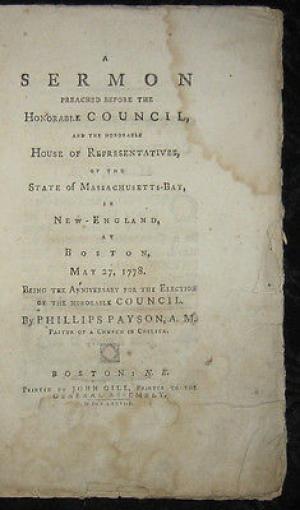 A
SERMON
PREACHED BEFORE THE
HONORABLE COUNCIL,
AND THE HONORABLE
HOUSE OF REPRESENTATIVES,
OF THE
STATE of MASSACHUSETTS-BAY,
IN
NEW-ENGLAND,
AT
BOSTON,
MAY 27, 1778.
BEING THE ANNIVERSARY FOR THE ELECTION
OF THE HONORABLE COUNCIL.
By PHILLIPS PAYSON, A. M.
PASTOR OF A CHURCH IN CHELSEA.
BOSTON: N.E.
PRINTED BY JOHN GILL, PRINTER TO THE
GENERAL ASSEMBLY,